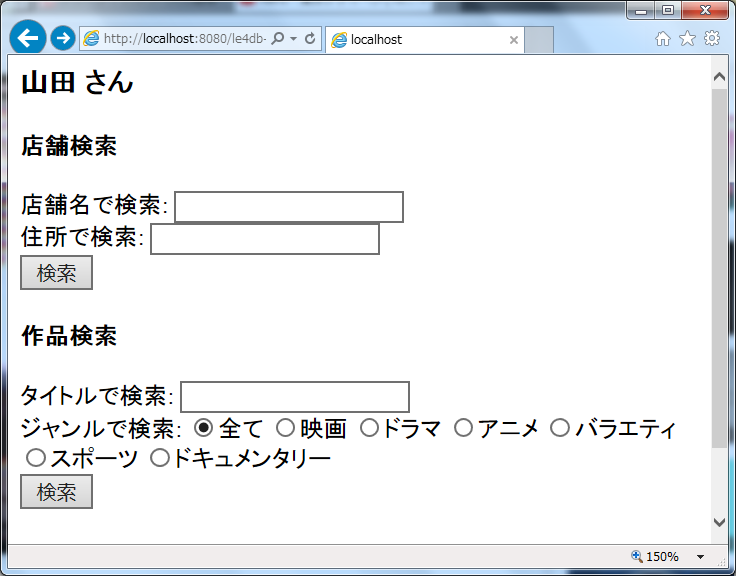 http://localhost:8080/le4db-
localhost
山田 さん
店舗検索
店舗名で検索:
住所で検索:
検索
作品検索
タイトルで検索:
ジャンルで検索: 全て 映画 ドラマ アニメ バラエティ
スポーツ ドキュメンタリー
検索
150%